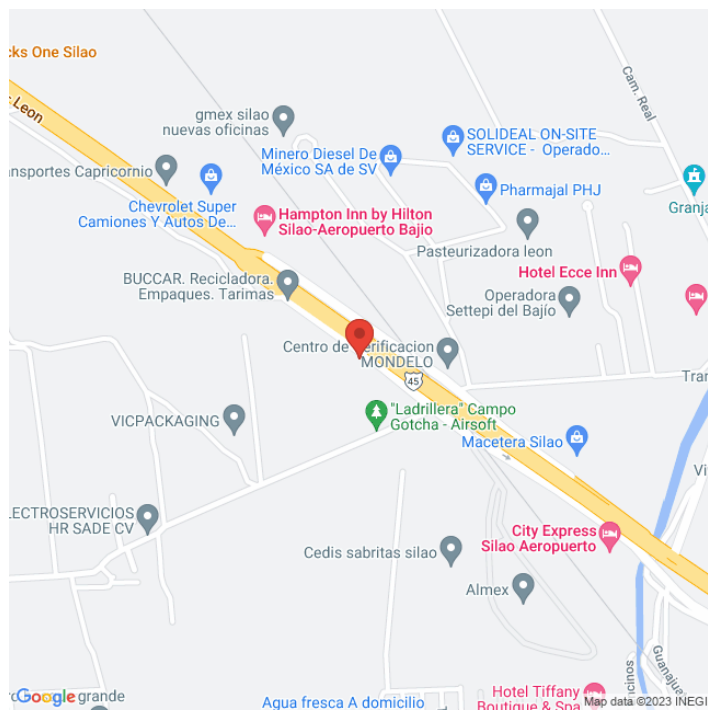 cks One Silao
Leon
gmex silao
nuevas oficinas
Cam. Real
SOLIDEAL ON-SITE
SERVICE - Operado...
Minero Diesel De
México SA de SV
ansportes Capricornio
Pharmajal PHJ
Granja
Chevrolet Super
Camiones Y Autos De...
Hampton Inn by Hilton
Silao-Aeropuerto Bajio
Pasteurizadora leon
Hotel Ecce Inn
BUCCAR. Recicladora.
Empaques. Tarimas
Operadora
Settepi del Bajío
Centro de Verificacion
MONDELO
45
Tran
"Ladrillera" Campo
Gotcha - Airsoft
VICPACKAGING
Macetera Silao
Vi
LECTROSERVICIOS
HR SADE CV
City Express
Silao Aeropuerto
Cedis sabritas silao
Almex
Guanajua
ncinos
Hotel Tiffany
Boutique & Spa
Google
grande
Agua fresca A domicilio
Map data ©2023 INEGI